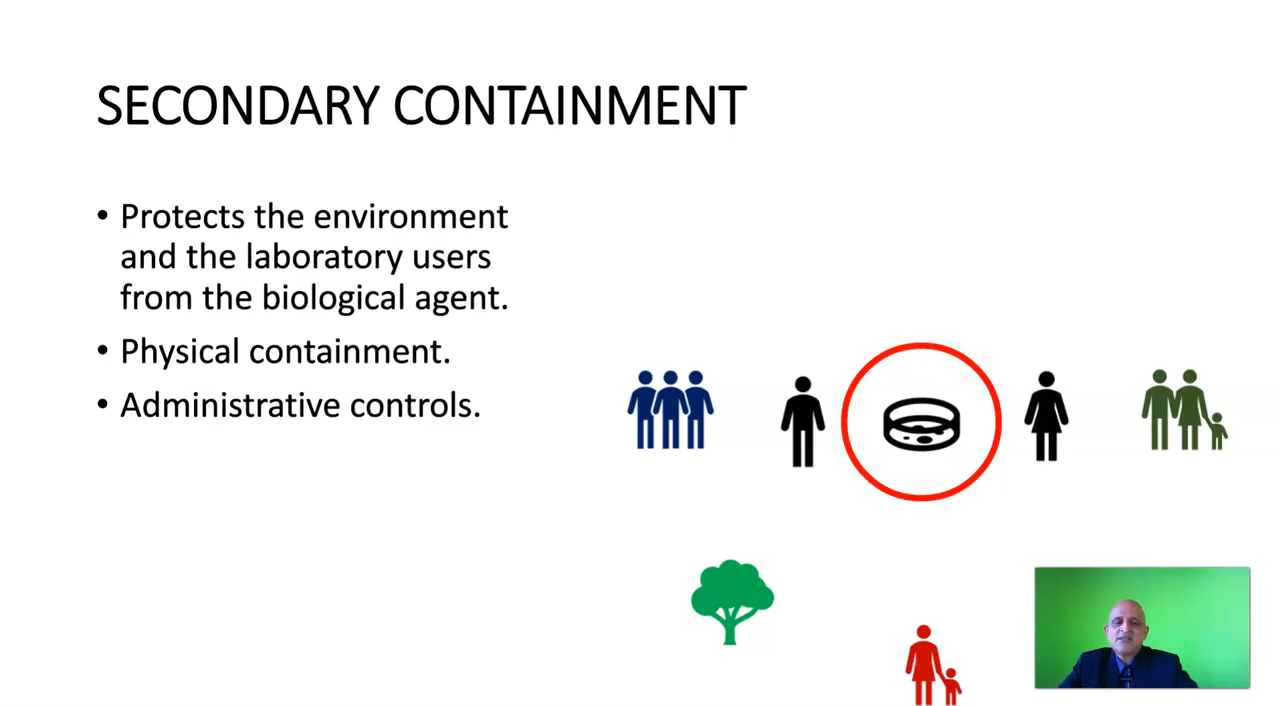 SECONDARY CONTAINMENT
• Protects the environment
and the laboratory users
from the biological agent.
• Physical containment.
• Administrative controls.